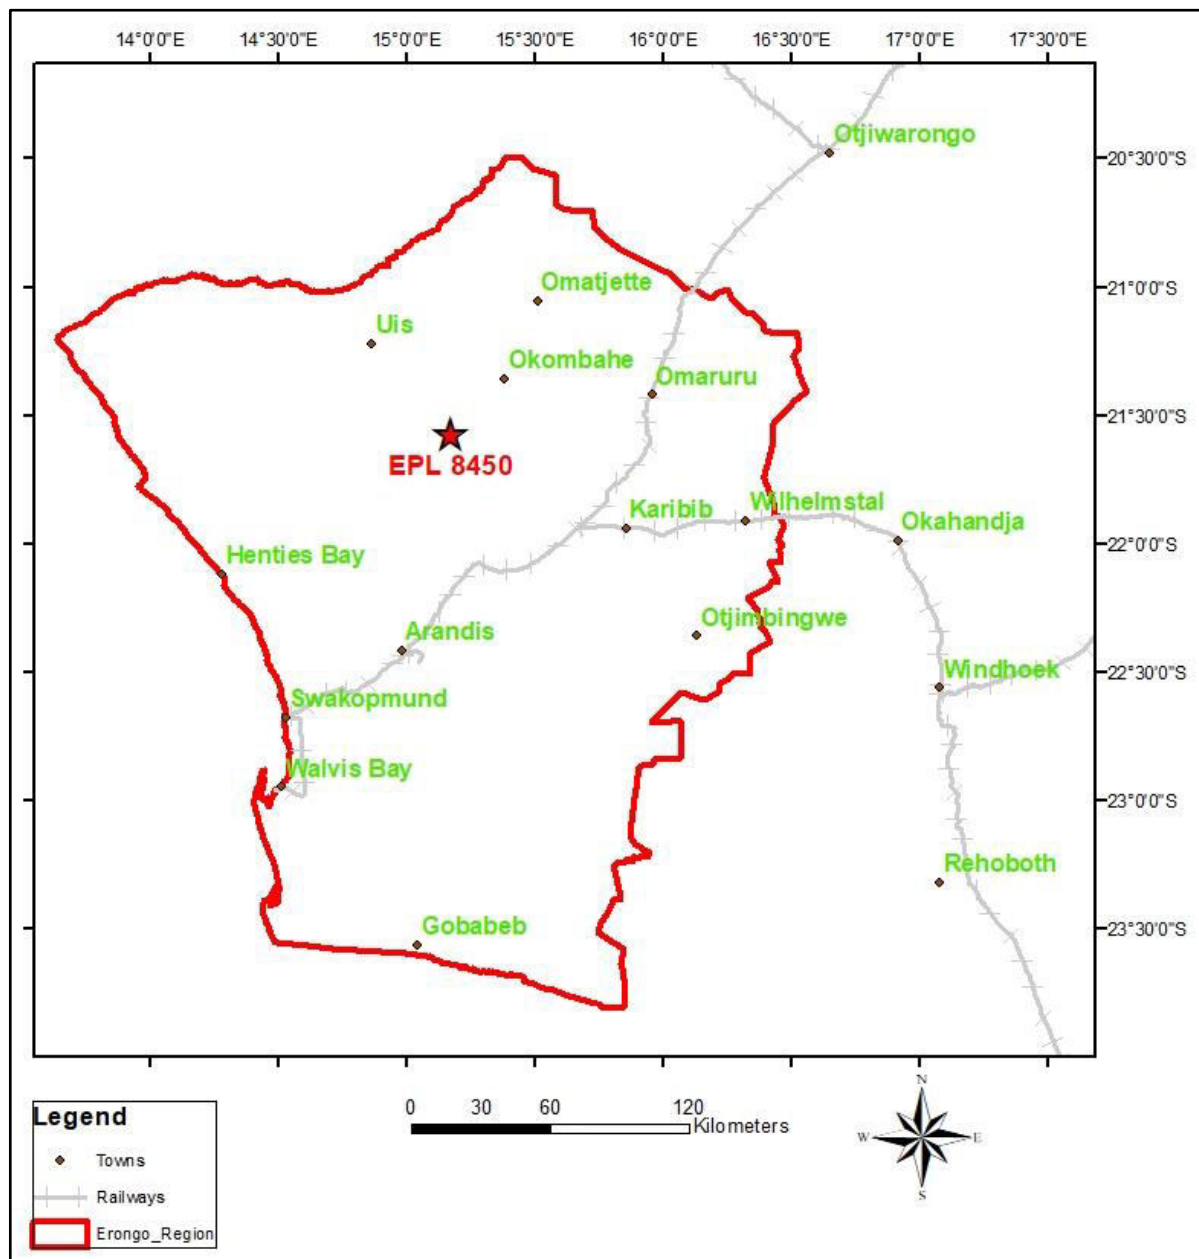 14°0'0"E 14°30'0"E 15°0'0"E 15°30'0"E 16°0'0"E 16°30'0"E 17°0'0"E 17°30'0"E
Otjiwarongo
20°30'0"S
Omatjette
21°0'0"S
Uis
Okombahe
Omaruru
21°30'0"S
EPL 8450
Karibib
Wilhelmstal
Okahandja
22°0'0"S
Henties Bay
Otjimbingwe
Arandis
Windhoek
22°30'0"S
Swakopmund
Walvis Bay
23°0'0"S
Rehoboth
Gobabeb
23°30'0"S
Legend
Towns
Railways
Erongo_Region
0 30 60 120
Kilometers
N
W E
S